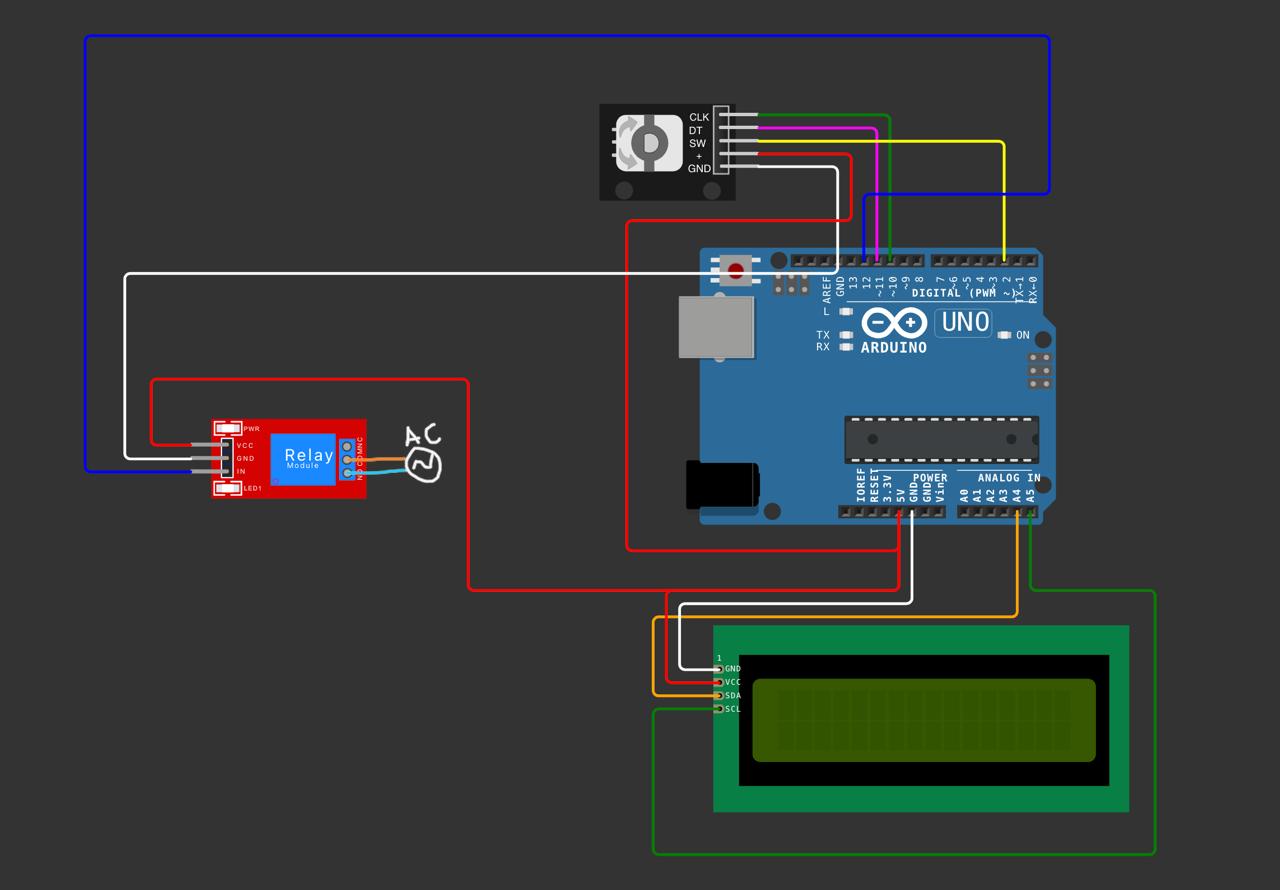 CLK
DT
SW
+
GND
AREF
GND
13
12
~11
~10
~9
8
7
~6
~5
4
~3
2
TX→1
RX←0
DIGITAL (PWM ~)
L
TX
RX
UNO
ON
ARDUINO
AC
PWR
VCC
GND
IN
LED1
Relay
Module
NC
COM
NO
POWER
ANALOG IN
IOREF
RESET
3.3V
5V
GND
GND
Vin
A0
A1
A2
A3
A4
A5
1
GND
VCC
SDA
SCL